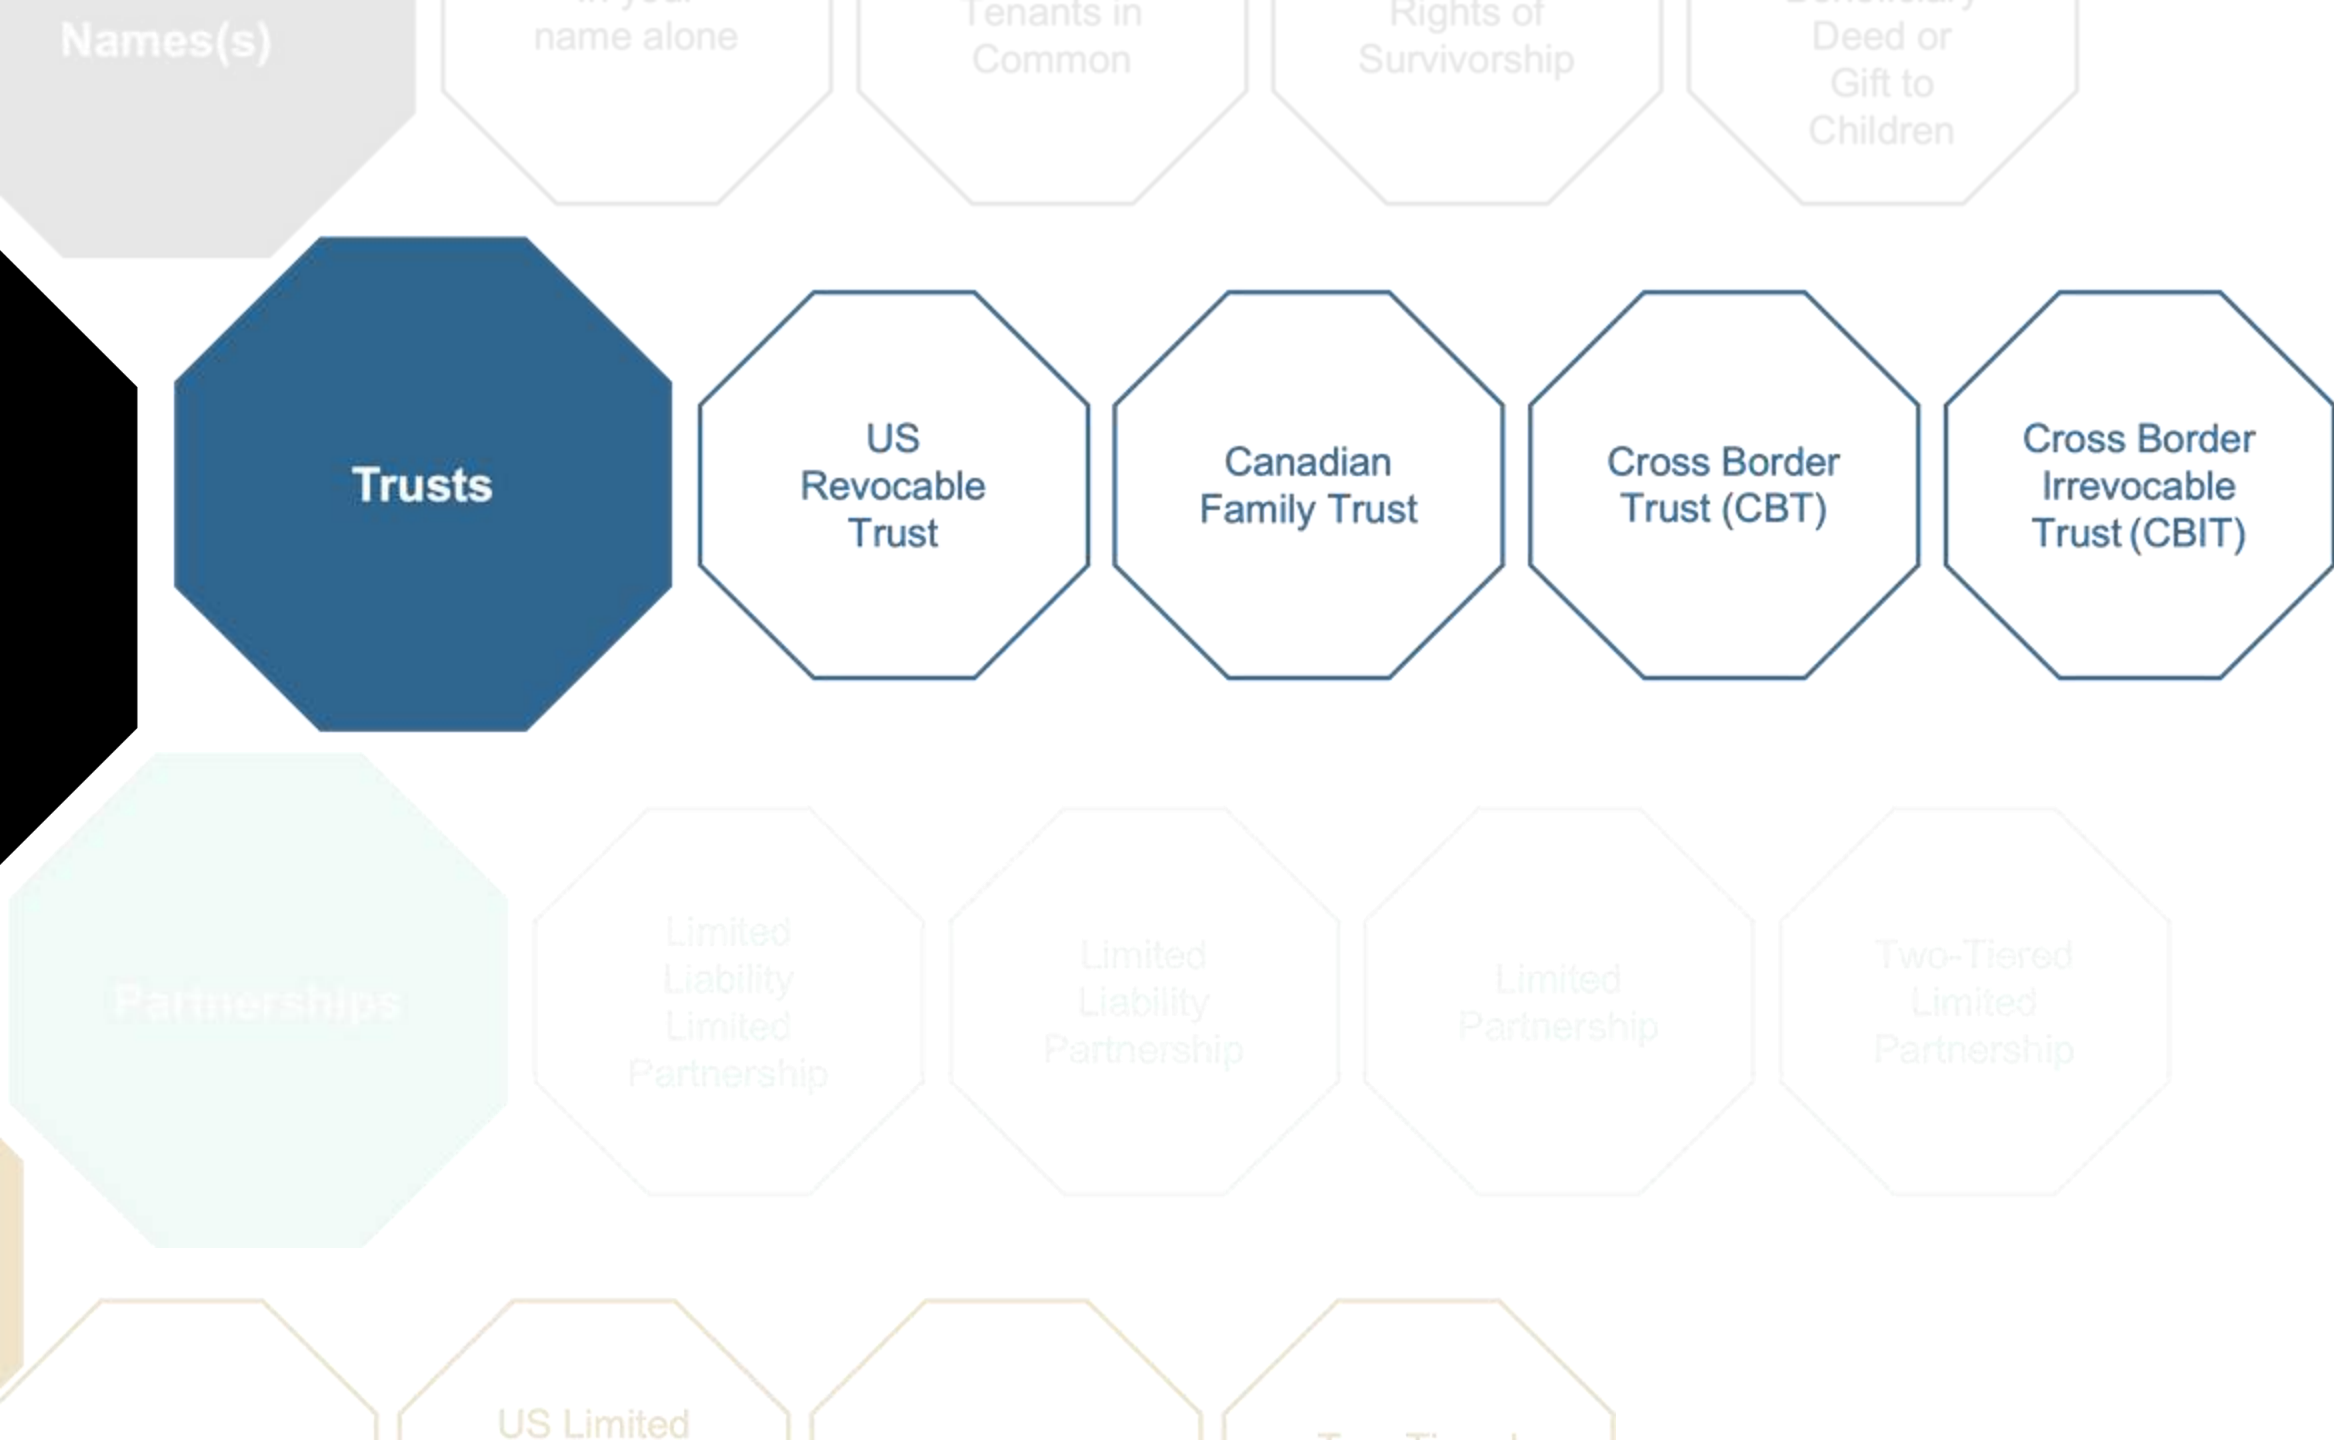 Names(s)
name alone
Tenants in
Common
Rights of
Survivorship
Deed or
Gift to
Children
Trusts
US
Revocable
Trust
Canadian
Family Trust
Cross Border
Trust (CBT)
Cross Border
Irrevocable
Trust (CBIT)
Partnerships
Limited
Liability
Limited
Partnership
Limited
Liability
Partnership
Limited
Partnership
Two-Tiered
Limited
Partnership
US Limited